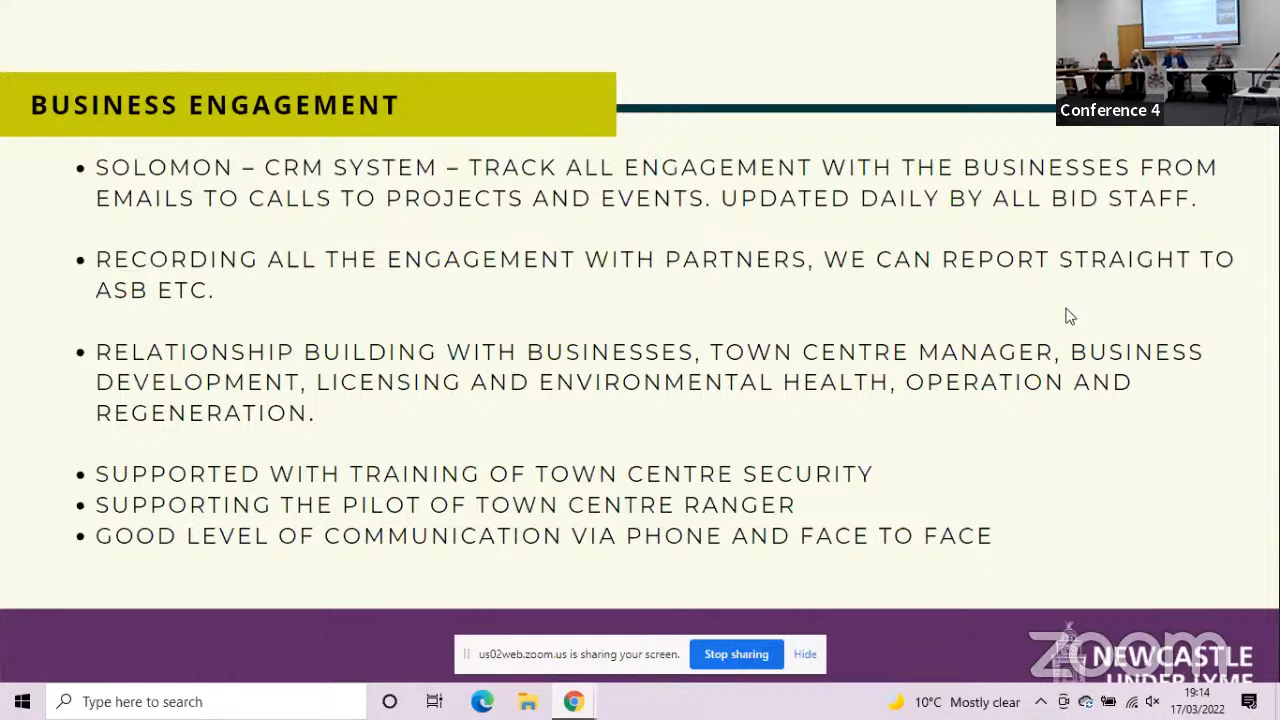 BUSINESS ENGAGEMENT
Conference 4
• SOLOMON – CRM SYSTEM – TRACK ALL ENGAGEMENT WITH THE BUSINESSES FROM
EMAILS TO CALLS TO PROJECTS AND EVENTS. UPDATED DAILY BY ALL BID STAFF.
• RECORDING ALL THE ENGAGEMENT WITH PARTNERS, WE CAN REPORT STRAIGHT TO
ASB ETC.
• RELATIONSHIP BUILDING WITH BUSINESSES, TOWN CENTRE MANAGER, BUSINESS
DEVELOPMENT, LICENSING AND ENVIRONMENTAL HEALTH, OPERATION AND
REGENERATION.
• SUPPORTED WITH TRAINING OF TOWN CENTRE SECURITY
• SUPPORTING THE PILOT OF TOWN CENTRE RANGER
• GOOD LEVEL OF COMMUNICATION VIA PHONE AND FACE TO FACE
us02web.zoom.us is sharing your screen.
Stop sharing
Hide
zoom
NEWCASTLE
UNDER LYME
Type here to search
10°C Mostly clear
19:14
17/03/2022